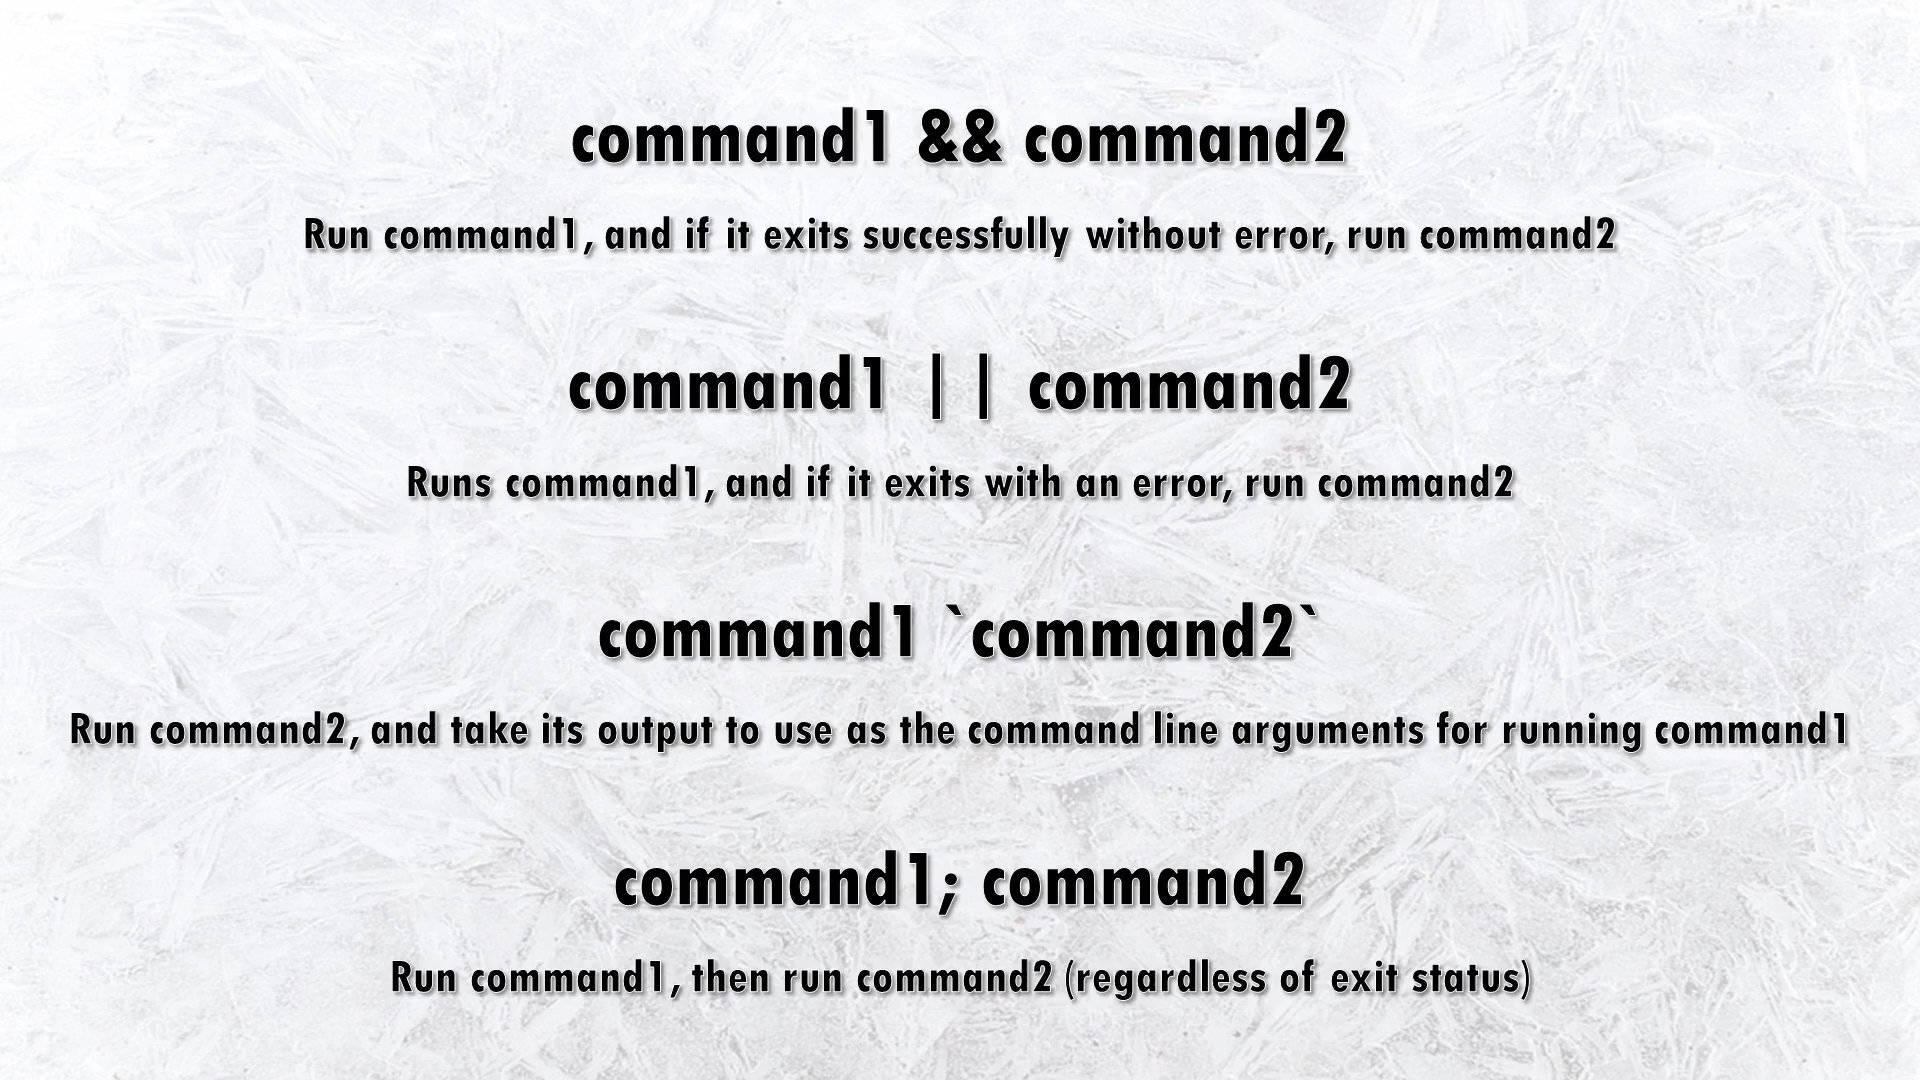 command1 && command2
Run command1, and if it exits successfully without error, run command2
command1 || command2
Runs command1, and if it exits with an error, run command2
command1 `command2`
Run command2, and take its output to use as the command line arguments for running command1
command1; command2
Run command1, then run command2 (regardless of exit status)